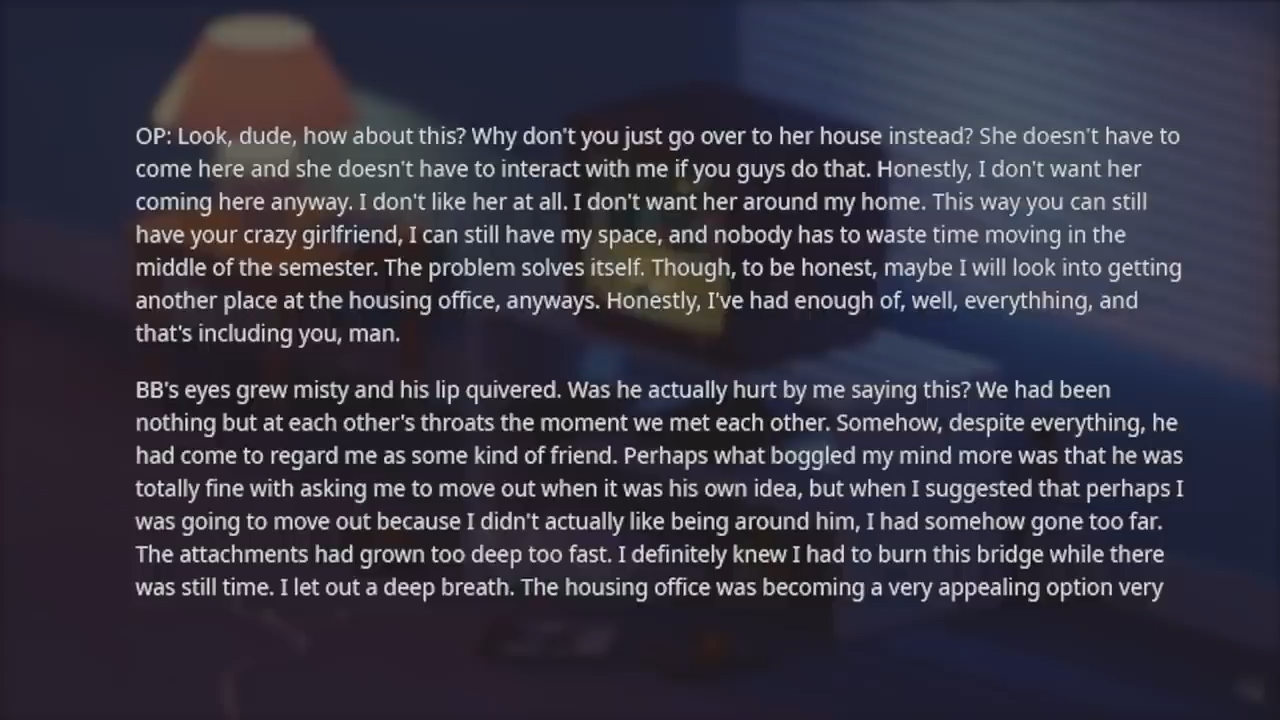 OP: Look, dude, how about this? Why don't you just go over to her house instead? She doesn't have to
come here and she doesn't have to interact with me if you guys do that. Honestly, I don't want her
coming here anyway. I don't like her at all. I don't want her around my home. This way you can still
have your crazy girlfriend, I can still have my space, and nobody has to waste time moving in the
middle of the semester. The problem solves itself. Though, to be honest, maybe I will look into getting
another place at the housing office, anyways. Honestly, I've had enough of, well, everythhing, and
that's including you, man.
BB's eyes grew misty and his lip quivered. Was he actually hurt by me saying this? We had been
nothing but at each other's throats the moment we met each other. Somehow, despite everything, he
had come to regard me as some kind of friend. Perhaps what boggled my mind more was that he was
totally fine with asking me to move out when it was his own idea, but when I suggested that perhaps I
was going to move out because I didn't actually like being around him, I had somehow gone too far.
The attachments had grown too deep too fast. I definitely knew I had to burn this bridge while there
was still time. I let out a deep breath. The housing office was becoming a very appealing option very